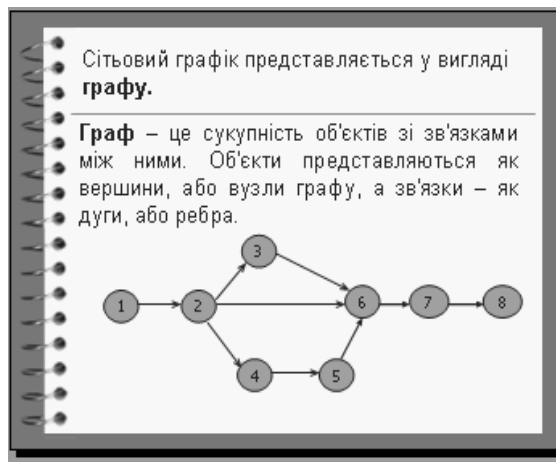 Сітьовий графік представляється у вигляді
графу.
Граф – це сукупність об'єктів зі зв'язками
між ними. Об'єкти представляються як
вершини, або вузли графу, а зв'язки – як
дуги, або ребра.
3
1 2 6 7 8
4 5